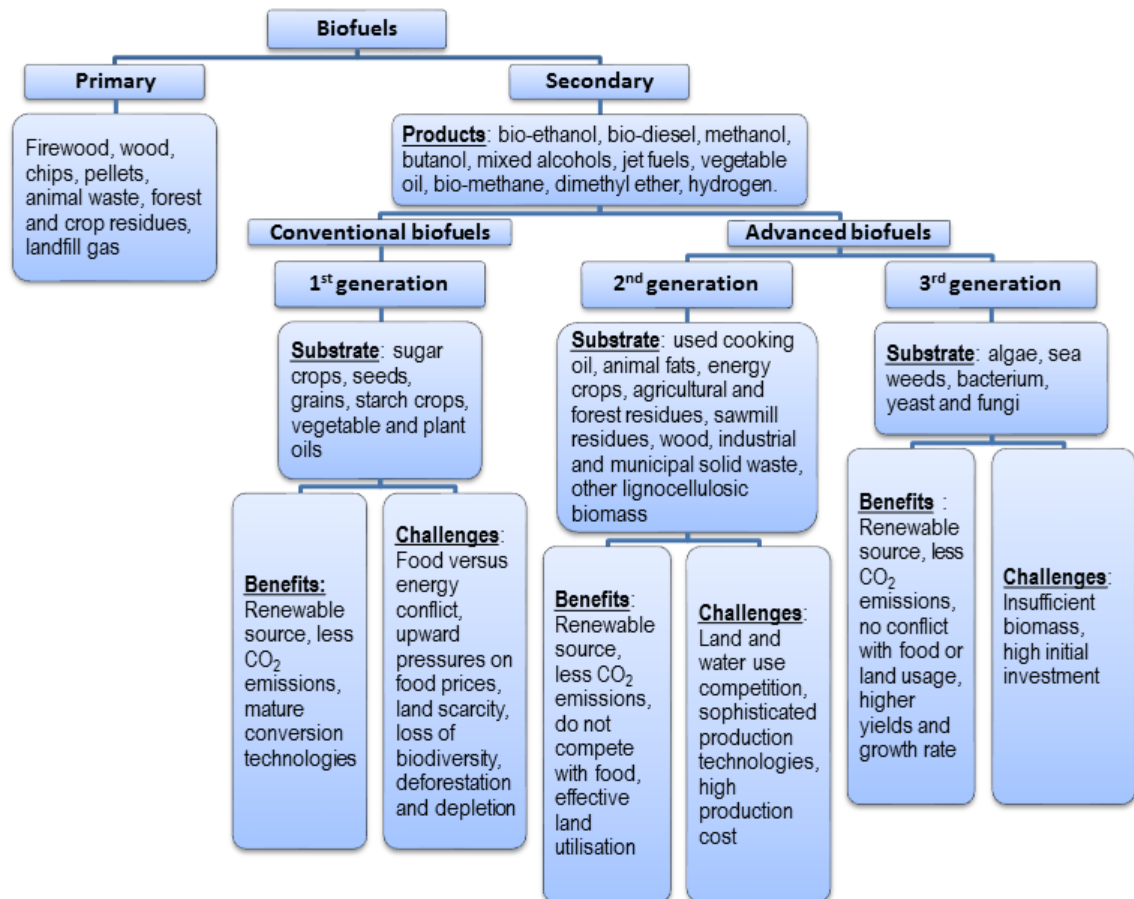 Biofuels
Primary
Secondary
Firewood, wood,
chips, pellets,
animal waste, forest
and crop residues,
landfill gas
Products: bio-ethanol, bio-diesel, methanol,
butanol, mixed alcohols, jet fuels, vegetable
oil, bio-methane, dimethyl ether, hydrogen.
Conventional biofuels
Advanced biofuels
1st generation
2nd generation
3rd generation
Substrate: sugar
crops, seeds,
grains, starch crops,
vegetable and plant
oils
Substrate: used cooking
oil, animal fats, energy
crops, agricultural and
forest residues, sawmill
residues, wood, industrial
and municipal solid waste,
other lignocellulosic
biomass
Substrate: algae, sea
weeds, bacterium,
yeast and fungi
Benefits:
Renewable
source, less
CO2
emissions,
mature
conversion
technologies
Challenges:
Food versus
energy
conflict,
upward
pressures on
food prices,
land scarcity,
loss of
biodiversity,
deforestation
and depletion
Benefits:
Renewable
source,
less CO2
emissions,
do not
compete
with food,
effective
land
utilisation
Challenges:
Land and
water use
competition,
sophisticated
production
technologies,
high
production
cost
Benefits :
Renewable
source, less
CO2
emissions,
no conflict
with food or
land usage,
higher
yields and
growth rate
Challenges:
Insufficient
biomass,
high initial
investment